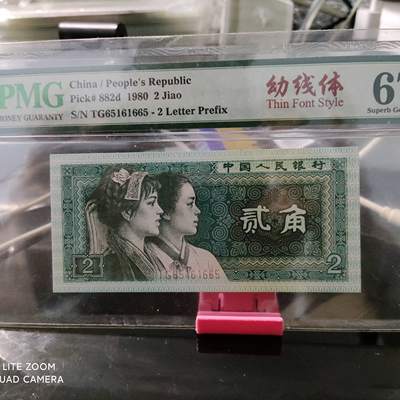 PMG China / People's Republic 幼线体 67
MONEY GUARANTY Pick# 882d 1980 2 Jiao Thin Font Style Superb G
S/N TG65161665 - 2 Letter Prefix
中国人民银行
贰角
TG65161665
2 2
LITE ZOOM
QUAD CAMERA